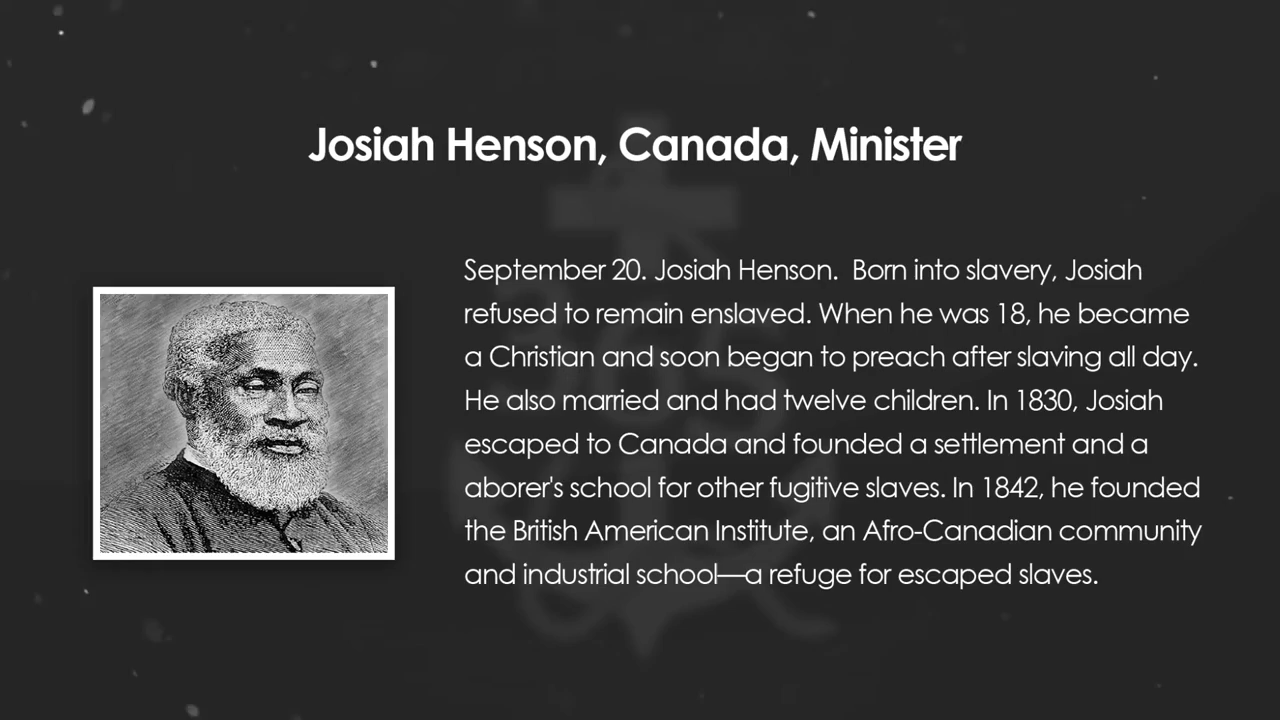 Josiah Henson, Canada, Minister
September 20. Josiah Henson.  Born into slavery, Josiah
refused to remain enslaved. When he was 18, he became
a Christian and soon began to preach after slaving all day.
He also married and had twelve children. In 1830, Josiah
escaped to Canada and founded a settlement and a
aborer's school for other fugitive slaves. In 1842, he founded
the British American Institute, an Afro-Canadian community
and industrial school—a refuge for escaped slaves.
365